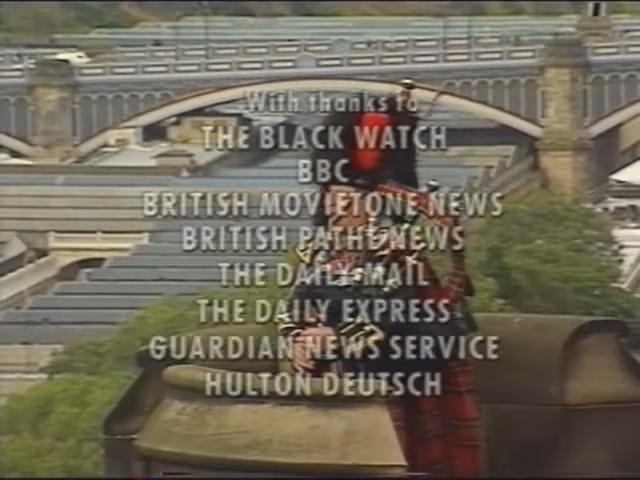 With thanks to
THE BLACK WATCH
BBC
BRITISH MOVIETONE NEWS
BRITISH PATHE NEWS
THE DAILY MAIL
THE DAILY EXPRESS
GUARDIAN NEWS SERVICE
HULTON DEUTSCH